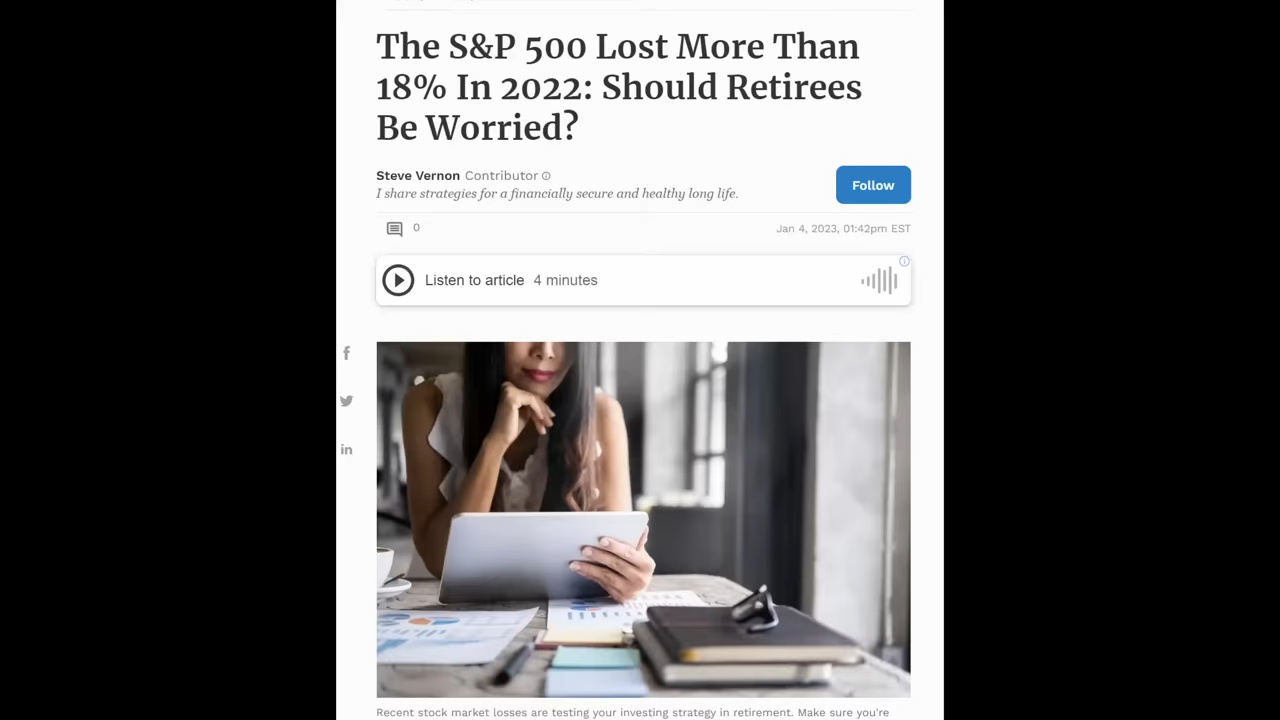 The S&P 500 Lost More Than
18% In 2022: Should Retirees
Be Worried?
Steve Vernon Contributor
I share strategies for a financially secure and healthy long life.
Follow
0
Jan 4, 2023, 01:42pm EST
Listen to article 4 minutes
Recent stock market losses are testing your investing strategy in retirement. Make sure you're